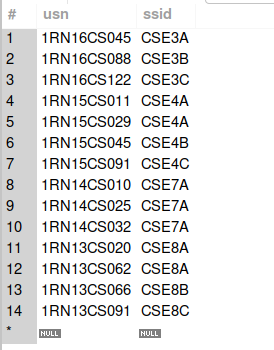 # usn ssid
1 1RN16CS045 CSE3A
2 1RN16CS088 CSE3B
3 1RN16CS122 CSE3C
4 1RN15CS011 CSE4A
5 1RN15CS029 CSE4A
6 1RN15CS045 CSE4B
7 1RN15CS091 CSE4C
8 1RN14CS010 CSE7A
9 1RN14CS025 CSE7A
10 1RN14CS032 CSE7A
11 1RN13CS020 CSE8A
12 1RN13CS062 CSE8A
13 1RN13CS066 CSE8B
14 1RN13CS091 CSE8C
* NULL NULL